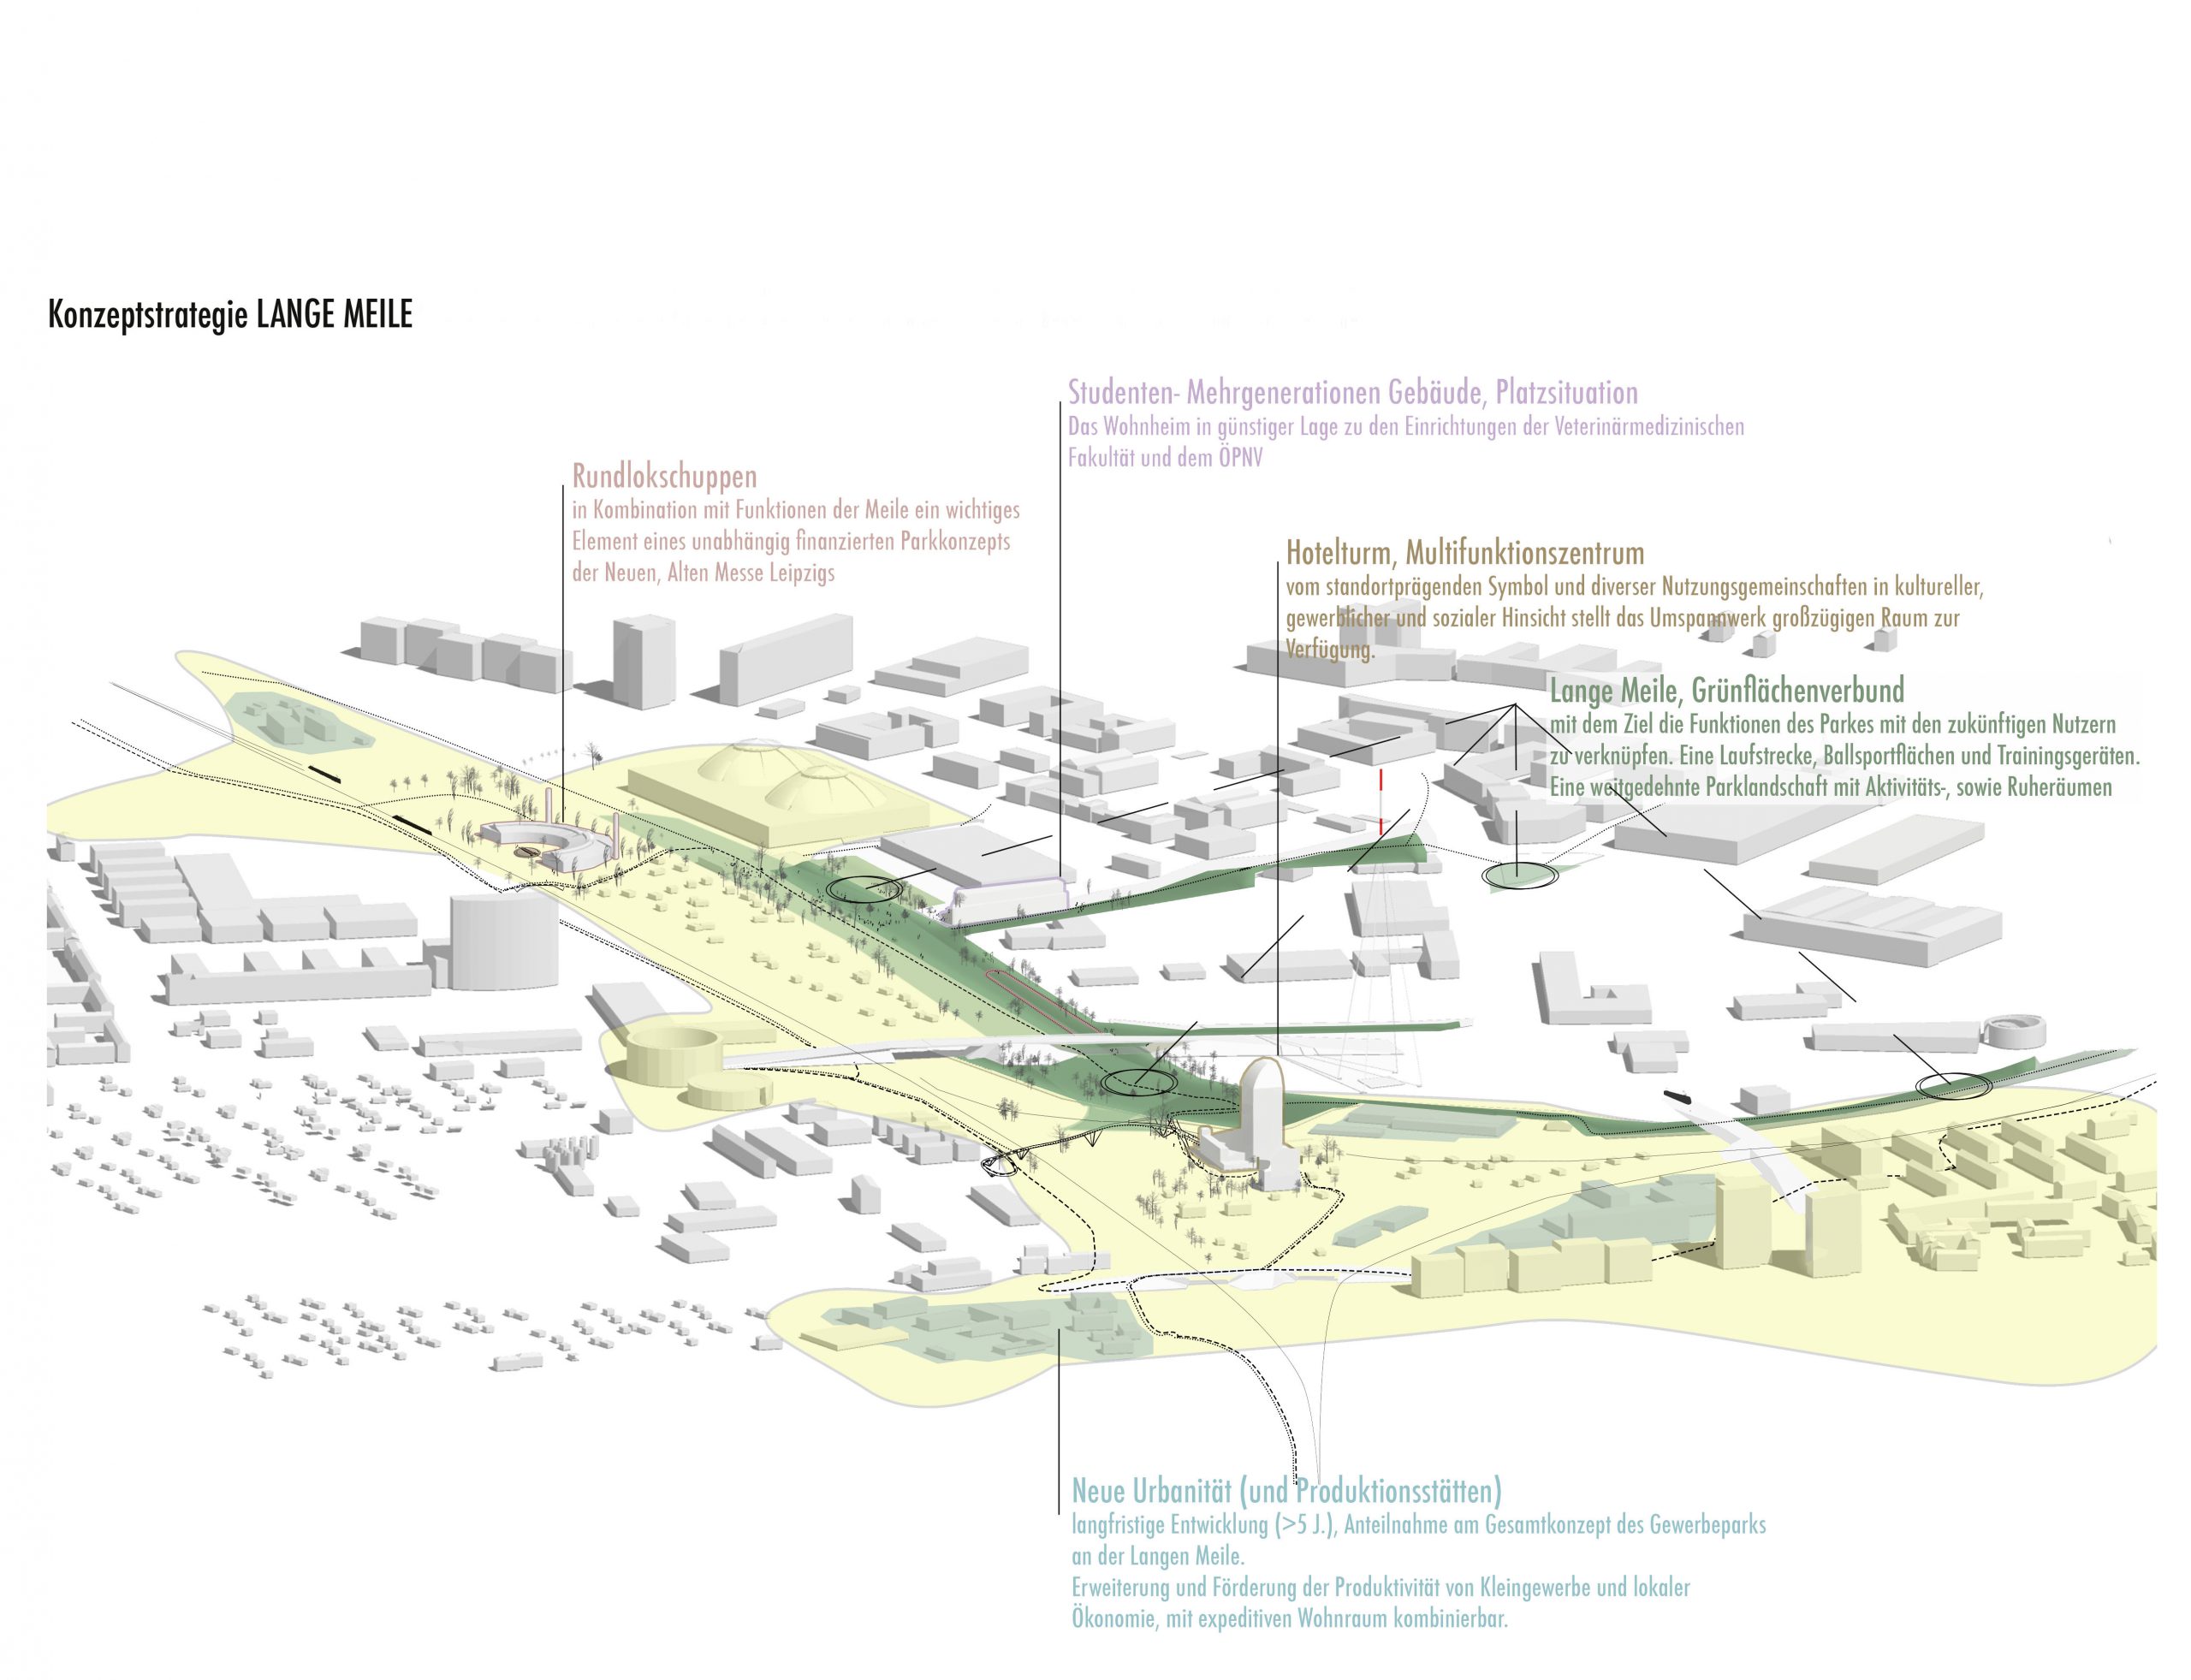 Konzeptstrategie LANGE MEILE
Studenten- Mehrgenerationen Gebäude, Platzsituation
Das Wohnheim in günstiger Lage zu den Einrichtungen der Veterinärmedizinischen
Fakultät und dem ÖPNV
Rundlokschuppen
in Kombination mit Funktionen der Meile ein wichtiges
Element eines unabhängig finanzierten Parkkonzepts
der Neuen, Alten Messe Leipzigs
Hotelturm, Multifunktionszentrum
vom standortprägenden Symbol und diverser Nutzungsgemeinschaften in kultureller,
gewerblicher und sozialer Hinsicht stellt das Umspannwerk großzügigen Raum zur
Verfügung.
Lange Meile, Grünflächenverbund
mit dem Ziel die Funktionen des Parkes mit den zukünftigen Nutzern
zu verknüpfen. Eine Laufstrecke, Ballsportflächen und Trainingsgeräten.
Eine weitgedehnte Parklandschaft mit Aktivitäts-, sowie Ruheräumen
Neue Urbanität (und Produktionsstätten)
langfristige Entwicklung (>5 J.), Anteilnahme am Gesamtkonzept des Gewerbeparks
an der Langen Meile.
Erweiterung und Förderung der Produktivität von Kleingewerbe und lokaler
Ökonomie, mit expeditiven Wohnraum kombinierbar.